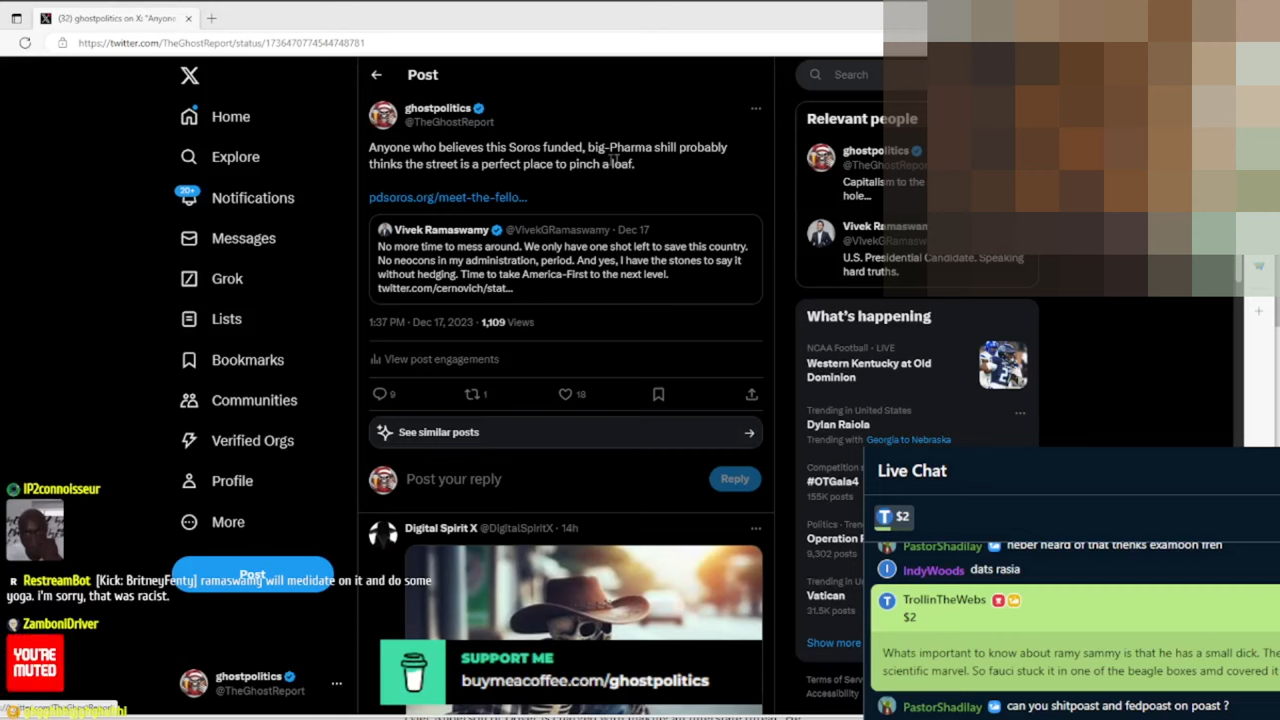 (32) ghostpolitics on X: "Anyone
https://twitter.com/TheGhostReport/status/1736470774544748781
Home
Explore
20+
Notifications
Messages
Grok
Lists
Bookmarks
Communities
Verified Orgs
Profile
More
Post
ghostpolitics
@TheGhostReport
Post
ghostpolitics
@TheGhostReport
Anyone who believes this Soros funded, big-Pharma shill probably
thinks the street is a perfect place to pinch a loaf.
pdsoros.org/meet-the-fello...
Vivek Ramaswamy @VivekGRamaswamy · Dec 17
No more time to mess around. We only have one shot left to save this country.
No neocons in my administration, period. And yes, I have the stones to say it
without hedging. Time to take America-First to the next level.
twitter.com/cernovich/stat...
1:37 PM · Dec 17, 2023 · 1,109 Views
View post engagements
9 1 18
See similar posts
Post your reply
Reply
Digital Spirit X @DigitalSpiritX · 14h
SUPPORT ME
buymeacoffee.com/ghostpolitics
Search
Relevant people
ghostpolitics
@TheGhostRe
Capitalism to the
hole...
Vivek Ramaswam
@VivekGRamasw
U.S. Presidential Candidate. Speaking
hard truths.
What's happening
NCAA Football · LIVE
Western Kentucky at Old
Dominion
Trending in United States
Dylan Raiola
Trending with Georgia to Nebraska
Competition
#OTGala4
155K posts
Politics · Tren
Operation
9,302 posts
Trending in U
Vatican
31.5K posts
Show more
Terms of Serv
Accessibility
IP2connoisseur
RestreamBot [Kick: BritneyFenty] ramaswamy will medidate on it and do some
yoga. i'm sorry, that was racist.
ZamboniDriver
YOU'RE
MUTED
Live Chat
T $2
PastorShadilay heber heard of that thenks examoon fren
I IndyWoods dats rasia
T TrollinTheWebs
$2
Whats important to know about ramy sammy is that he has a small dick. The
scientific marvel. So fauci stuck it in one of the beagle boxes amd covered it
PastorShadilay can you shitpoast and fedpoast on poast ?